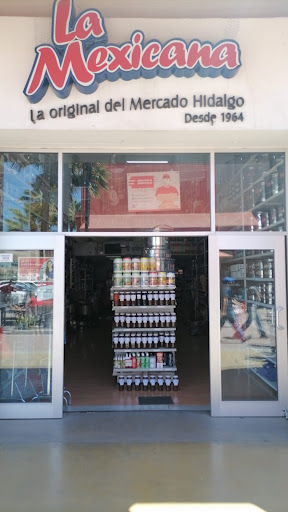 La
Mexicana
La original del Mercado Hidalgo
Desde 1964